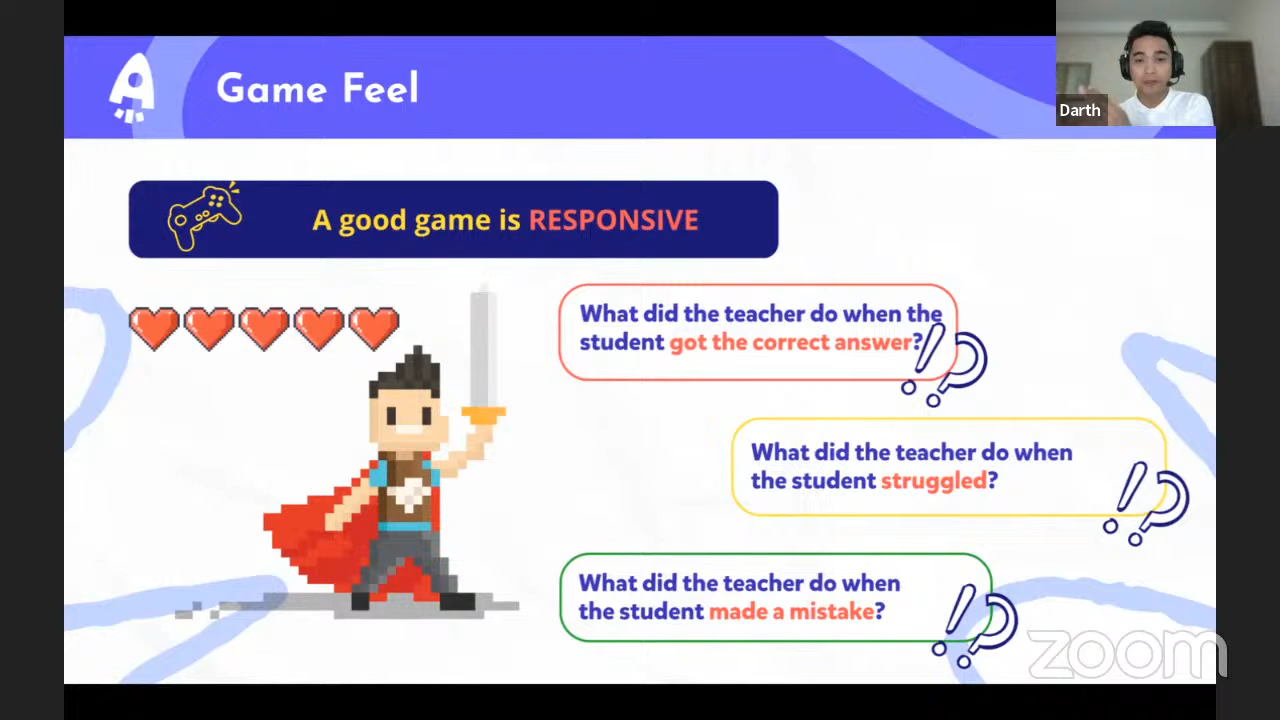 Game Feel
Darth
A good game is RESPONSIVE
What did the teacher do when the
student got the correct answer?
What did the teacher do when
the student struggled?
What did the teacher do when
the student made a mistake?
zoom